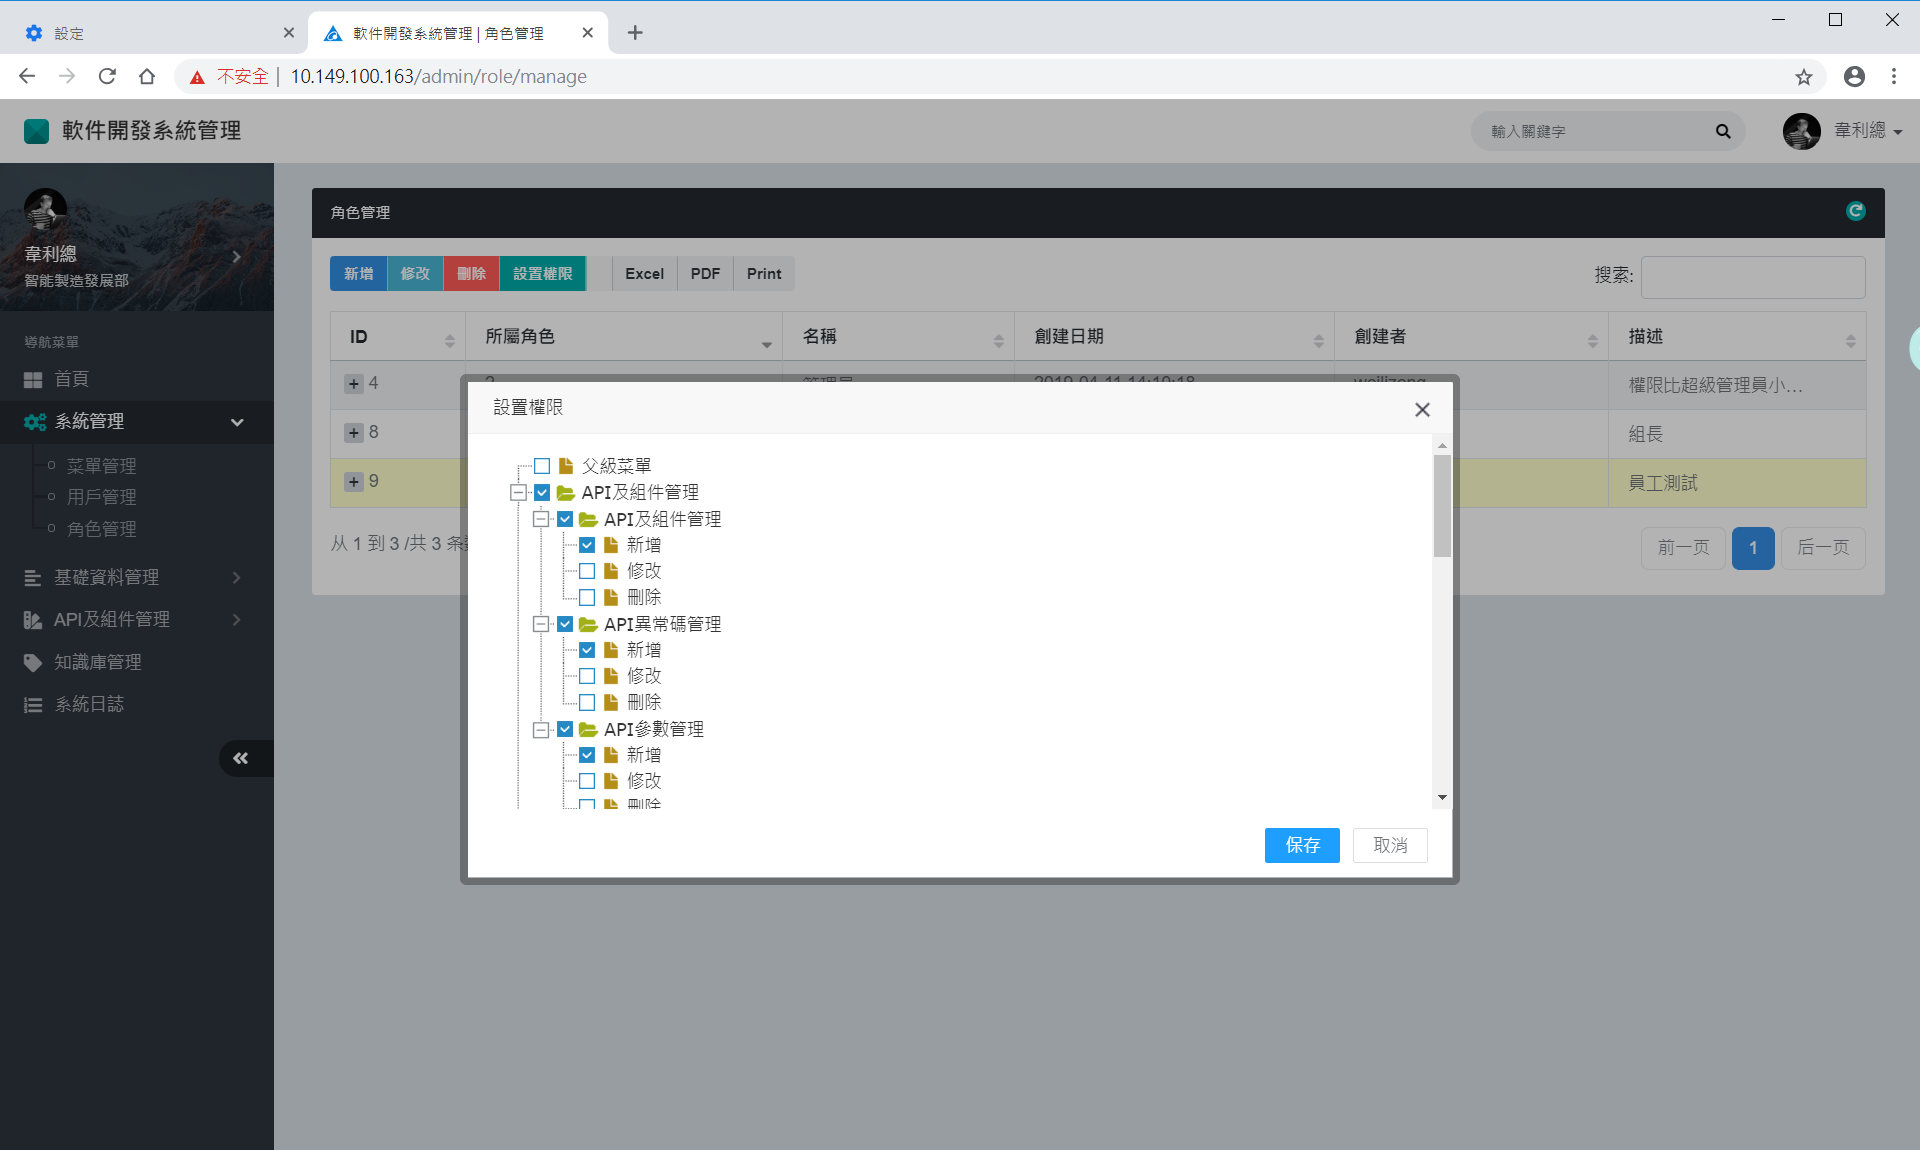 設定
軟件開發系統管理 | 角色管理
不安全 | 10.149.100.163/admin/role/manage
軟件開發系統管理
輸入關鍵字
韋利總
韋利總
智能製造發展部
導航菜單
首頁
系統管理
菜單管理
用戶管理
角色管理
基礎資料管理
API及組件管理
知識庫管理
系統日誌
角色管理
新增 修改 刪除 設置權限 Excel PDF Print
搜索:
ID 所屬角色 名稱 創建日期 創建者 描述
4 2 管理員 2019-04-11 14:10:18 weilizong 權限比超級管理員小...
8 組長
9 員工測試
从 1 到 3 /共 3 条
前一页 1 后一页
設置權限
父級菜單
API及組件管理
API及組件管理
新增
修改
刪除
API異常碼管理
新增
修改
刪除
API參數管理
新增
修改
刪除
保存 取消